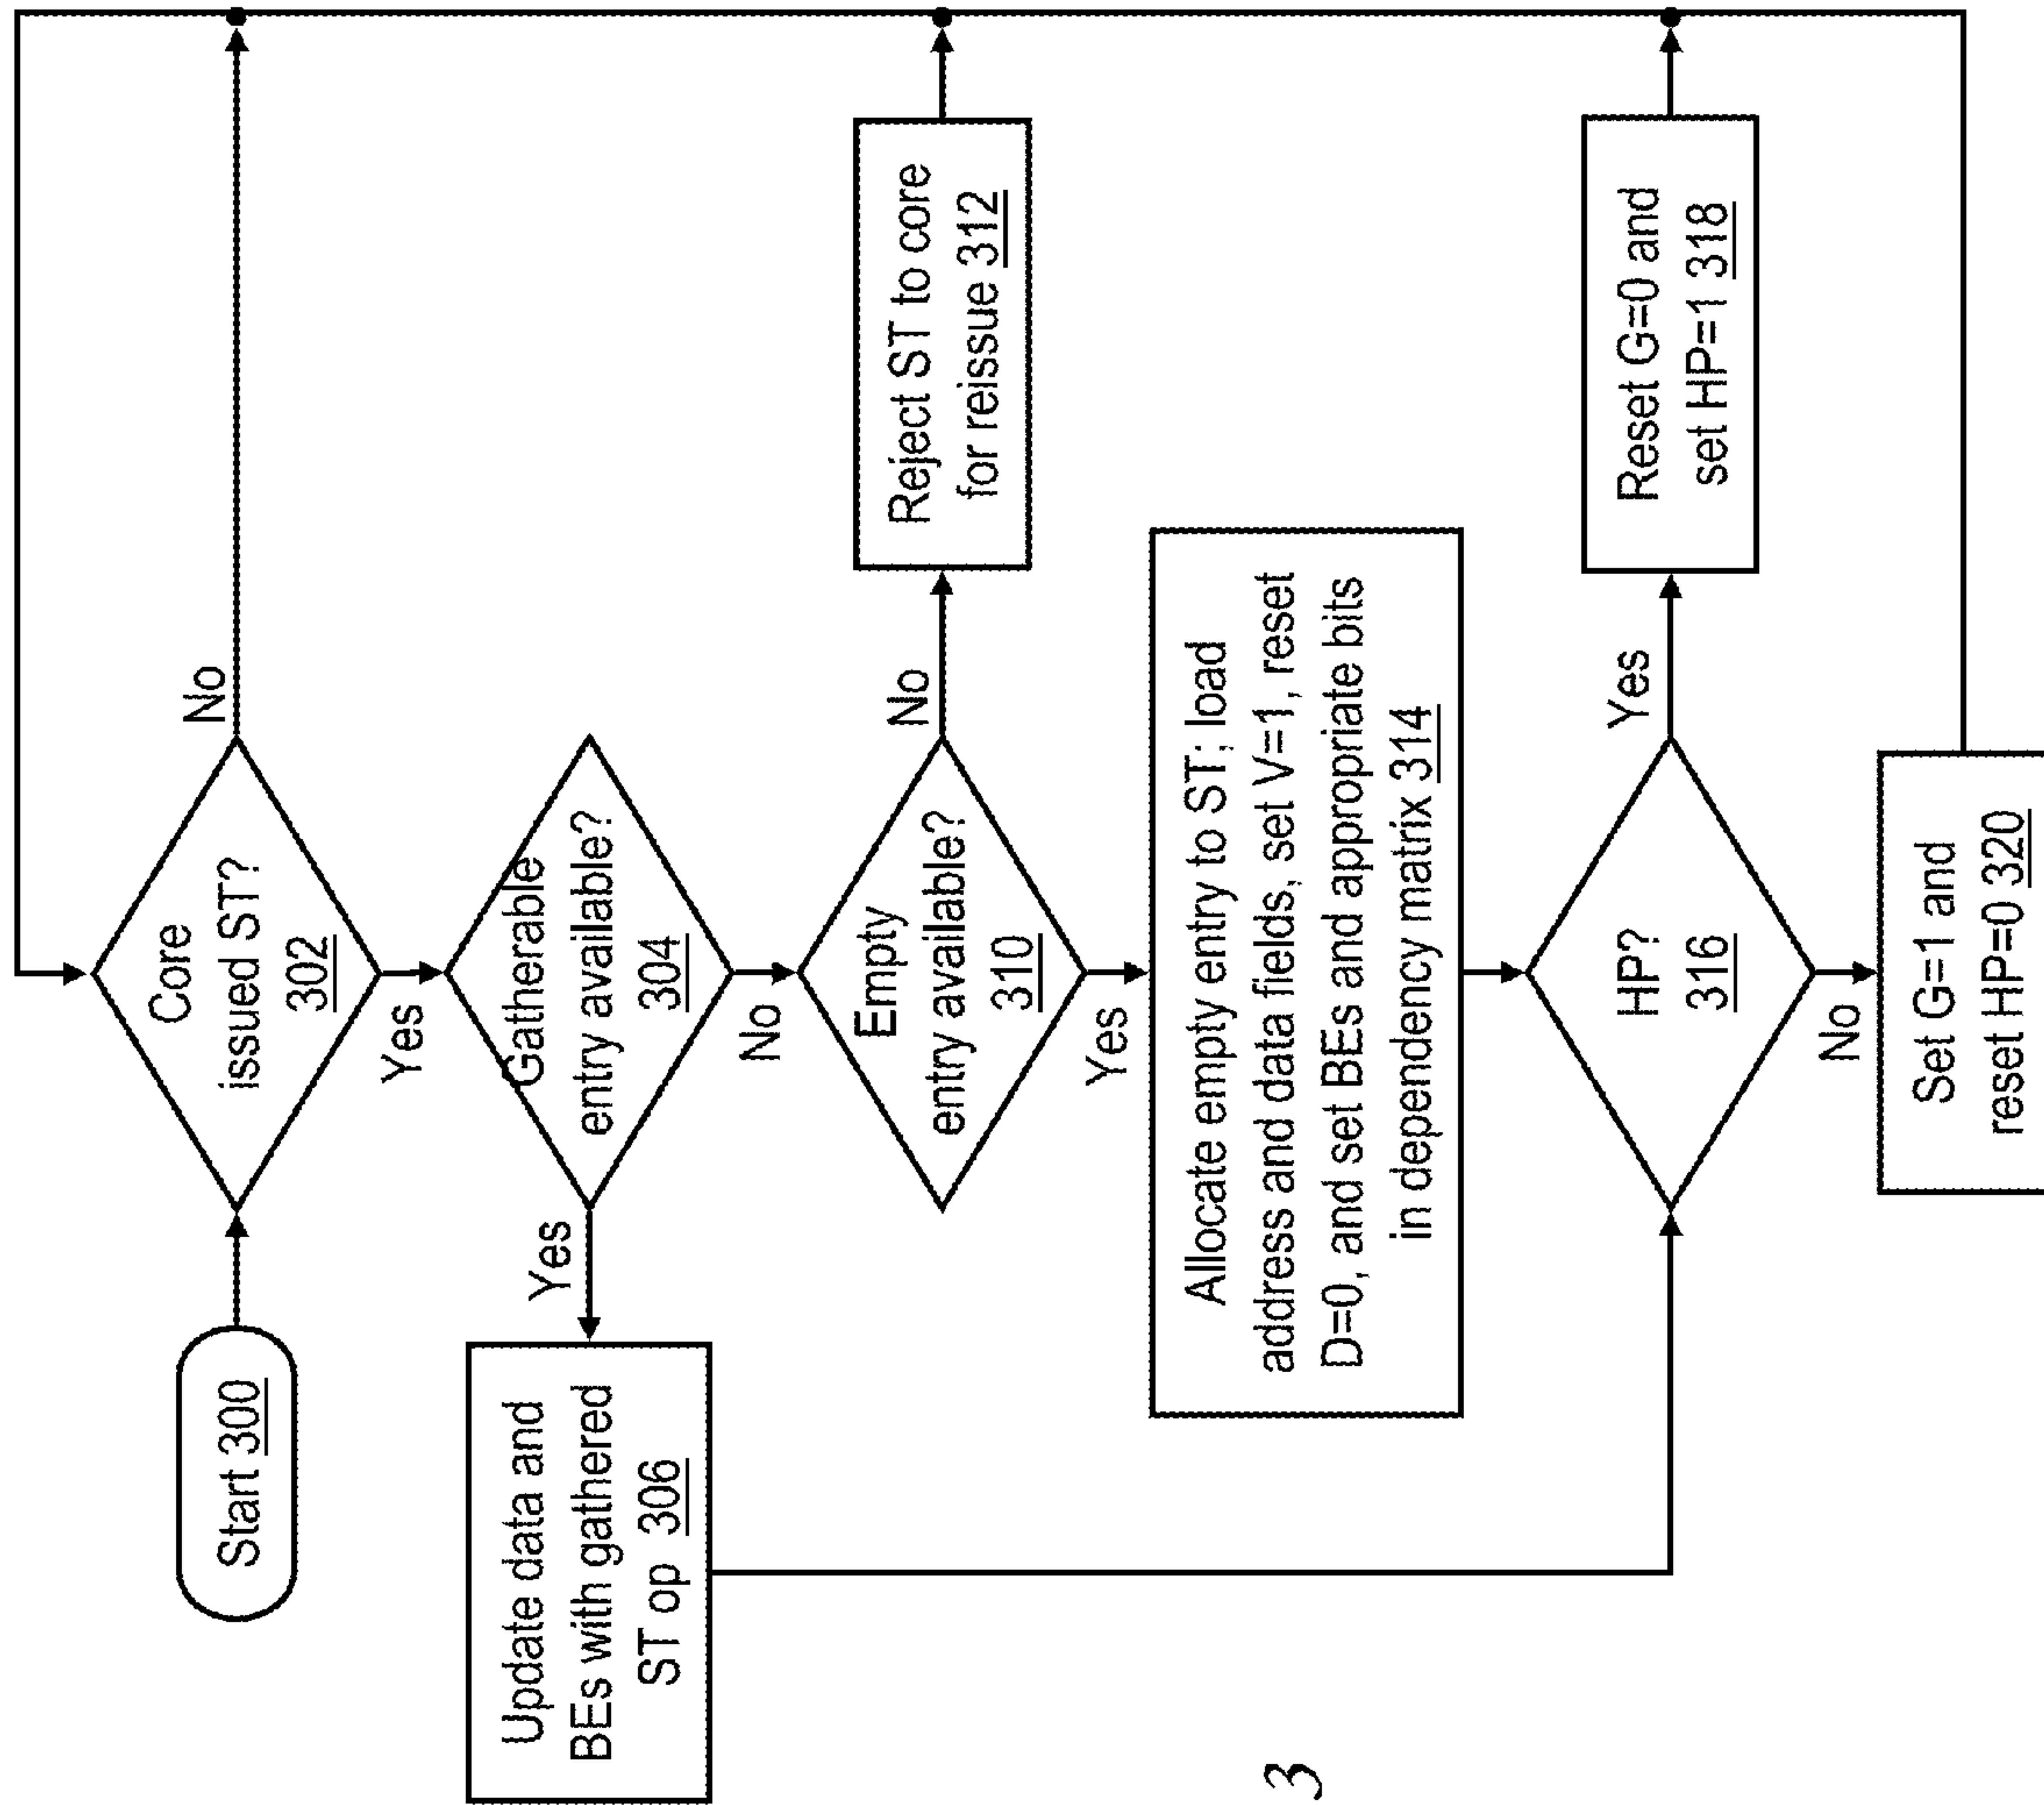 Start 300
Core
issued ST?
302
No
Yes
Gatherable
entry available?
304
Yes
Update data and
BEs with gathered
ST op 306
No
Empty
entry available?
310
No
Reject ST to core
for reissue 312
Yes
Allocate empty entry to ST; load
address and data fields, set V=1, reset
D=0, and set BEs and appropriate bits
in dependency matrix 314
HP?
316
Yes
Reset G=0 and
set HP=1 318
No
Set G=1 and
reset HP=0 320
3